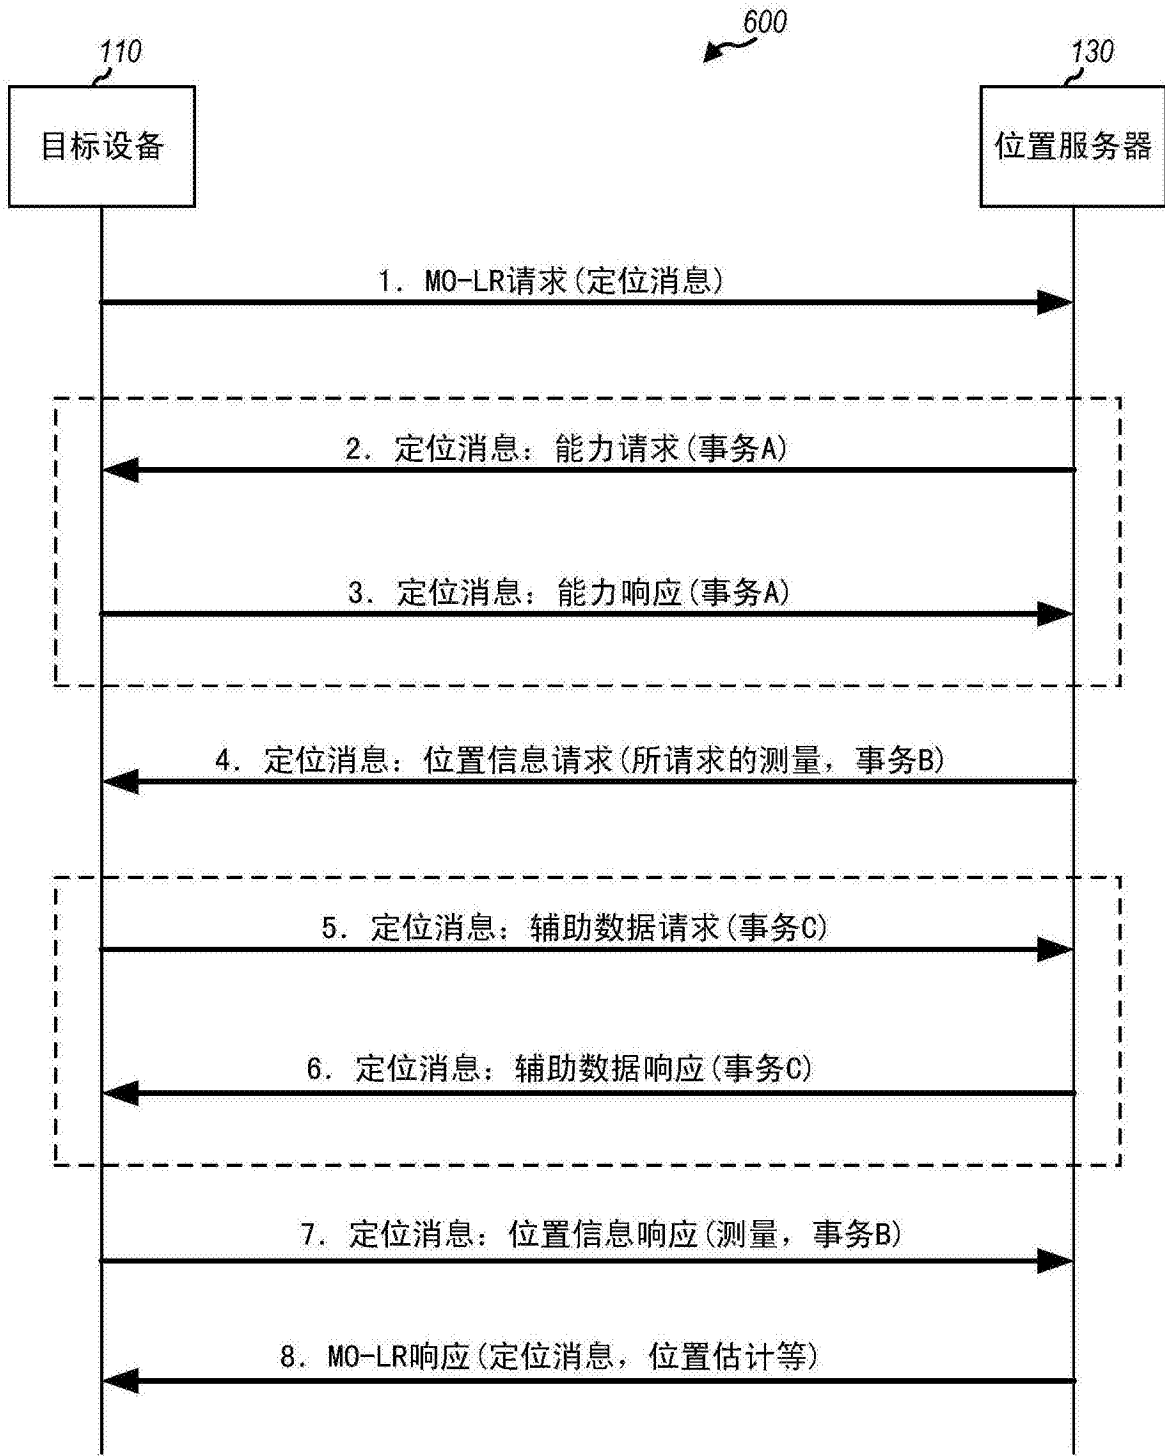 600
110
130
目标设备
位置服务器
1. MO-LR请求(定位消息)
2. 定位消息：能力请求(事务A)
3. 定位消息：能力响应(事务A)
4. 定位消息：位置信息请求(所请求的测量，事务B)
5. 定位消息：辅助数据请求(事务C)
6. 定位消息：辅助数据响应(事务C)
7. 定位消息：位置信息响应(测量，事务B)
8. MO-LR响应(定位消息，位置估计等)